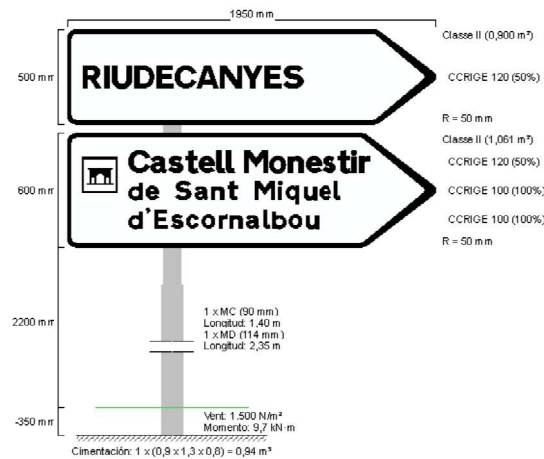 1950 mm
500 mm
RIUDECANYES
Classe II (0,900 m²)
CCRIGE 120 (50%)
R = 50 mm
600 mm
Castell Monestir
de Sant Miquel
d'Escornalbou
Classe II (1,061 m²)
CCRIGE 120 (50%)
CCRIGE 100 (100%)
CCRIGE 100 (100%)
R = 50 mm
2200 mm
1 x MC (90 mm)
Longitud: 1,40 m
1 x MD (114 mm)
Longitud: 2,35 m
-350 mm
Vent: 1.500 N/m²
Momento: 9,7 kN·m
Cimentación: 1 x (0,9 x 1,3 x 0,8) = 0,94 m³